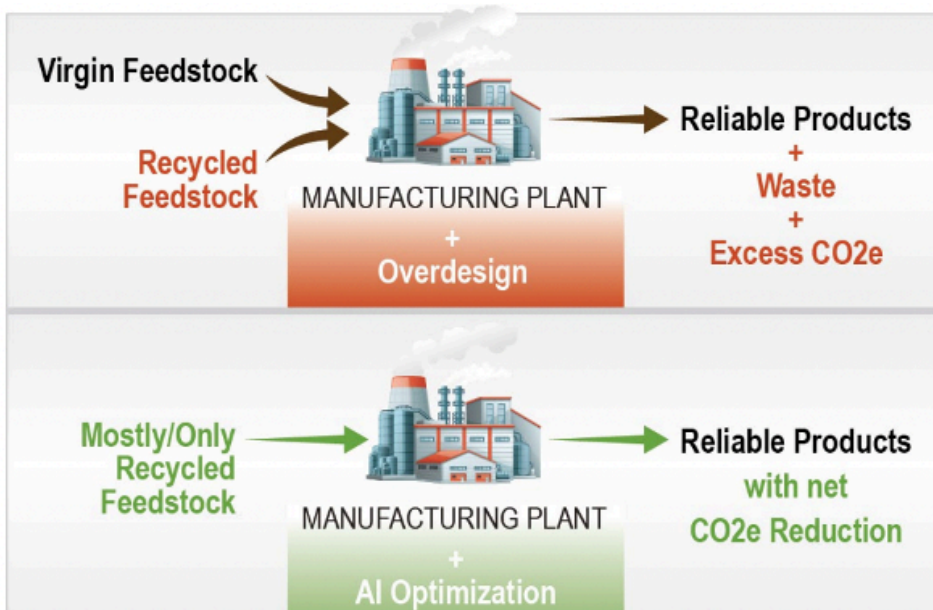 Virgin Feedstock
Recycled
Feedstock
MANUFACTURING PLANT
+
Overdesign
Reliable Products
+
Waste
+
Excess CO2e
Mostly/Only
Recycled
Feedstock
MANUFACTURING PLANT
+
AI Optimization
Reliable Products
with net
CO2e Reduction